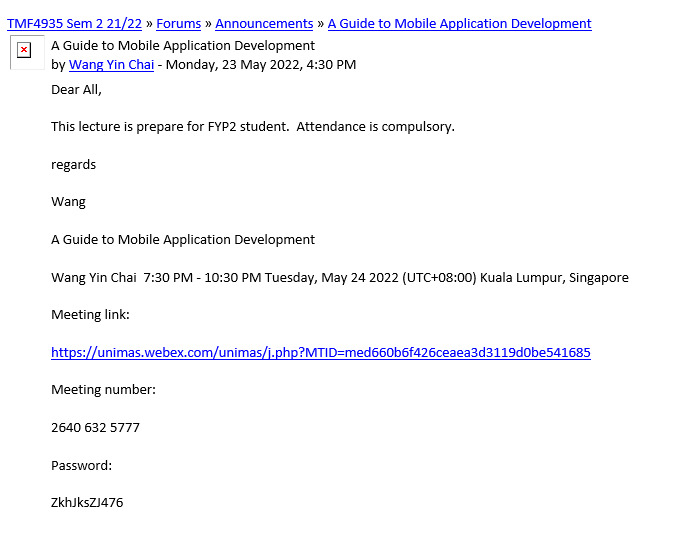 TMF4935 Sem 2 21/22 » Forums » Announcements » A Guide to Mobile Application Development
A Guide to Mobile Application Development
by Wang Yin Chai - Monday, 23 May 2022, 4:30 PM
Dear All,
This lecture is prepare for FYP2 student.  Attendance is compulsory.
regards
Wang
A Guide to Mobile Application Development
Wang Yin Chai  7:30 PM - 10:30 PM Tuesday, May 24 2022 (UTC+08:00) Kuala Lumpur, Singapore
Meeting link:
https://unimas.webex.com/unimas/j.php?MTID=med660b6f426ceaea3d3119d0be541685
Meeting number:
2640 632 5777
Password:
ZkhJksZJ476